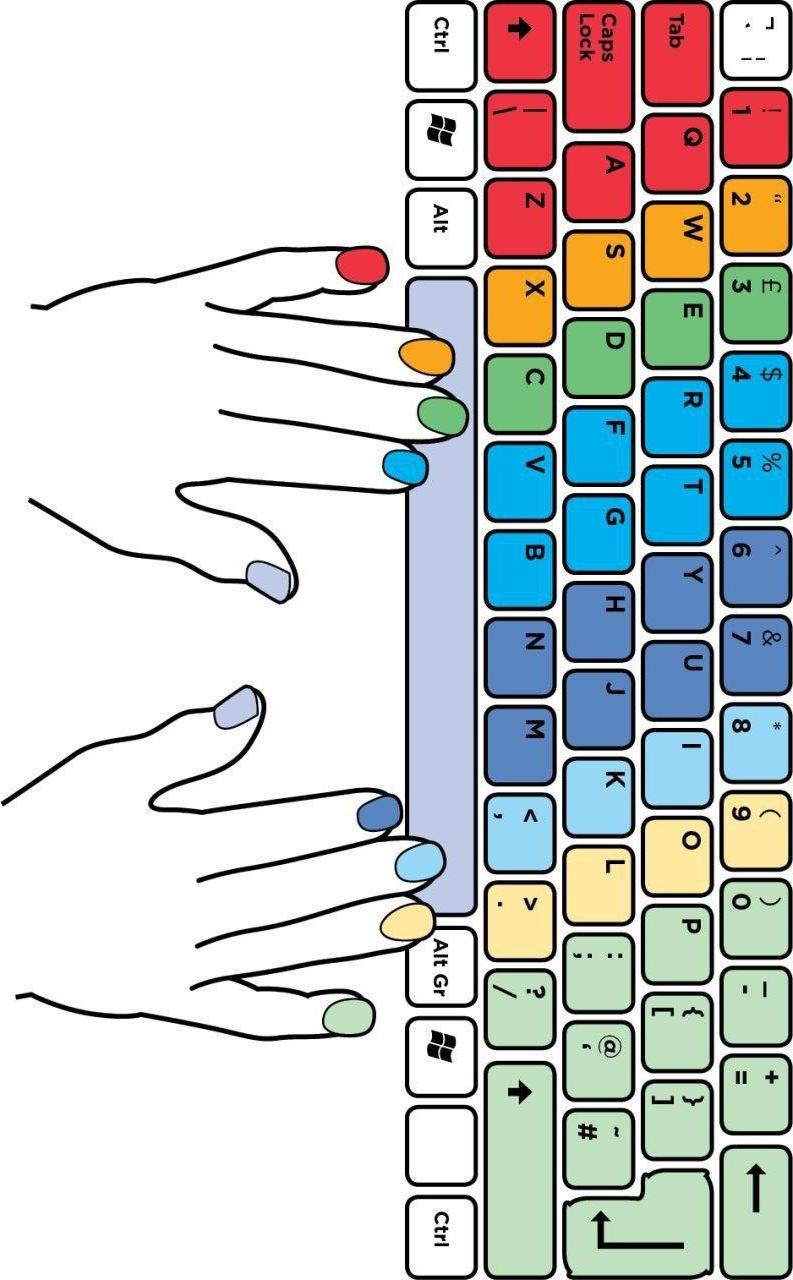 ¬ ` ¦
! 1
" 2
£ 3
$ 4
% 5
^ 6
& 7
* 8
( 9
) 0
_ -
+ =
Tab
Q
W
E
R
T
Y
U
I
O
P
{ [
} ]
Caps
Lock
A
S
D
F
G
H
J
K
L
: ;
@ '
~ #
| \
Z
X
C
V
B
N
M
< ,
> .
? /
Ctrl
Alt
Alt Gr
Ctrl